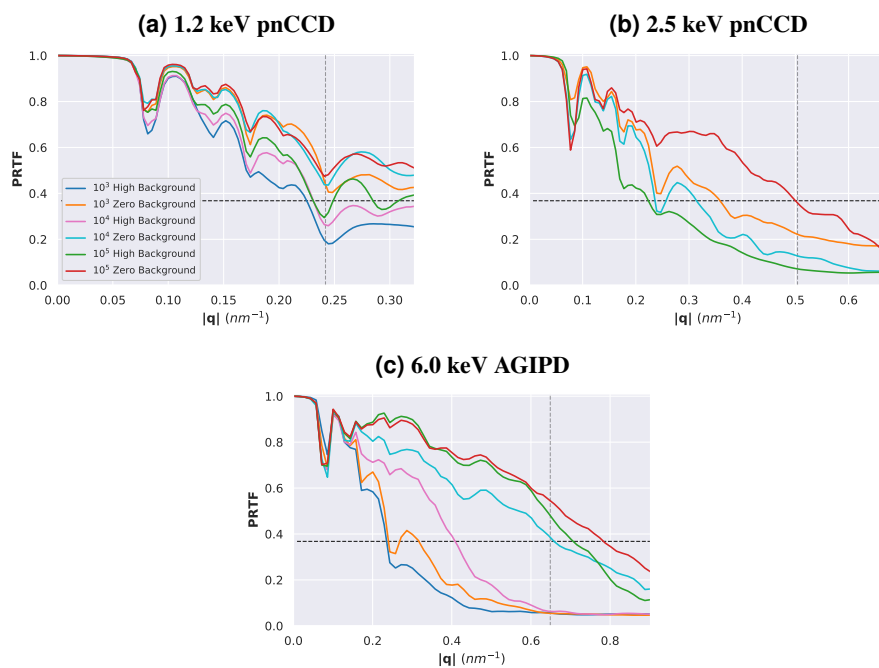 (a) 1.2 keV pnCCD
PRTF
1.0
0.8
0.6
0.4
0.2
0.0
10³ High Background
10³ Zero Background
10⁴ High Background
10⁴ Zero Background
10⁵ High Background
10⁵ Zero Background
0.00 0.05 0.10 0.15 0.20 0.25 0.30
|q| (nm⁻¹)
(b) 2.5 keV pnCCD
PRTF
1.0
0.8
0.6
0.4
0.2
0.0
0.0 0.1 0.2 0.3 0.4 0.5 0.6
|q| (nm⁻¹)
(c) 6.0 keV AGIPD
PRTF
1.0
0.8
0.6
0.4
0.2
0.0
0.0 0.2 0.4 0.6 0.8
|q| (nm⁻¹)